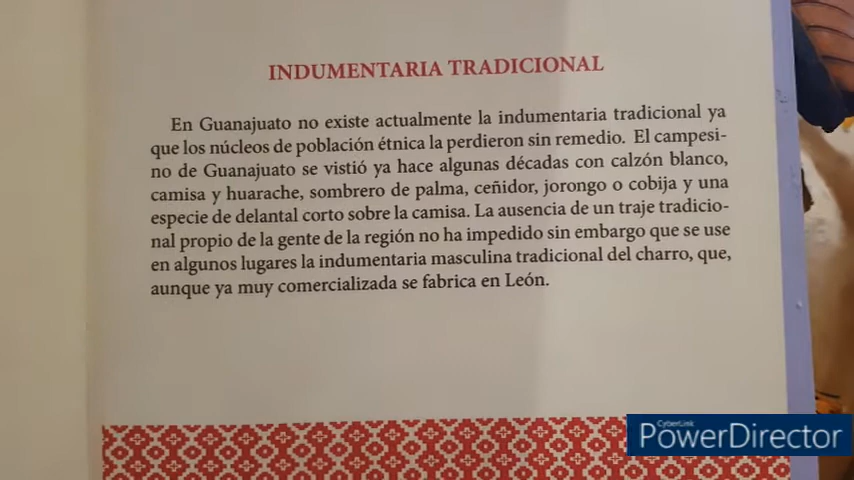 INDUMENTARIA TRADICIONAL
En Guanajuato no existe actualmente la indumentaria tradicional ya
que los núcleos de población étnica la perdieron sin remedio. El campesi-
no de Guanajuato se vistió ya hace algunas décadas con calzón blanco,
camisa y huarache, sombrero de palma, ceñidor, jorongo o cobija y una
especie de delantal corto sobre la camisa. La ausencia de un traje tradicio-
nal propio de la gente de la región no ha impedido sin embargo que se use
en algunos lugares la indumentaria masculina tradicional del charro, que,
aunque ya muy comercializada se fabrica en León.
CyberLink
PowerDirector